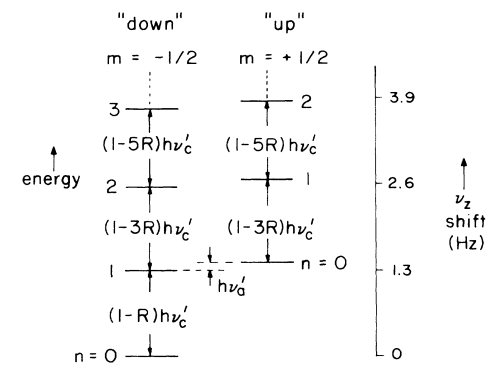 "down" "up"
m = -1/2 m = +1/2
3 2 3.9
(1-5R)hν′c (1-5R)hν′c
energy 2 1 2.6
νz
shift
(Hz)
(1-3R)hν′c (1-3R)hν′c
n=0
1 1.3
hν′a
(1-R)hν′c
n=0 0